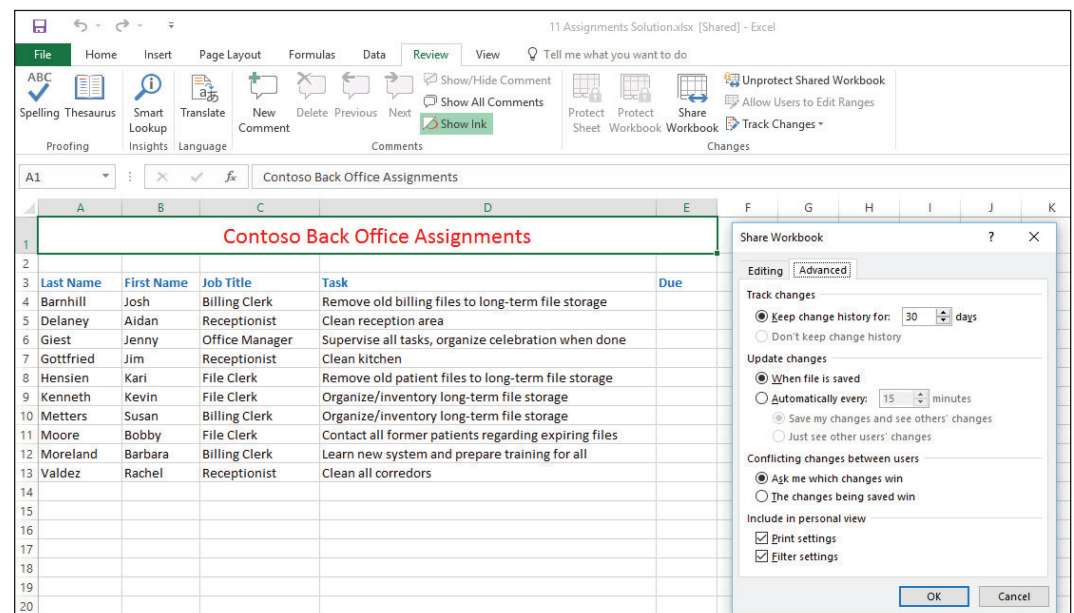 11 Assignments Solution.xlsx [Shared] - Excel
File Home Insert Page Layout Formulas Data Review View Tell me what you want to do
ABC
Spelling Thesaurus
Proofing
Smart Lookup
Insights
Translate
Language
New Comment
Delete Previous Next
Show/Hide Comment
Show All Comments
Show Ink
Comments
Protect Sheet
Protect Workbook
Share Workbook
Unprotect Shared Workbook
Allow Users to Edit Ranges
Track Changes
Changes
A1 fx Contoso Back Office Assignments
A B C D E F G H I J K
1 Contoso Back Office Assignments
2
3 Last Name First Name Job Title Task Due
4 Barnhill Josh Billing Clerk Remove old billing files to long-term file storage
5 Delaney Aidan Receptionist Clean reception area
6 Giest Jenny Office Manager Supervise all tasks, organize celebration when done
7 Gottfried Jim Receptionist Clean kitchen
8 Hensien Kari File Clerk Remove old patient files to long-term file storage
9 Kenneth Kevin File Clerk Organize/inventory long-term file storage
10 Metters Susan Billing Clerk Organize/inventory long-term file storage
11 Moore Bobby File Clerk Contact all former patients regarding expiring files
12 Moreland Barbara Billing Clerk Learn new system and prepare training for all
13 Valdez Rachel Receptionist Clean all corredors
14
15
16
17
18
19
20
Share Workbook ? X
Editing Advanced
Track changes
Keep change history for: 30 days
Don't keep change history
Update changes
When file is saved
Automatically every: 15 minutes
Save my changes and see others' changes
Just see other users' changes
Conflicting changes between users
Ask me which changes win
The changes being saved win
Include in personal view
Print settings
Filter settings
OK Cancel